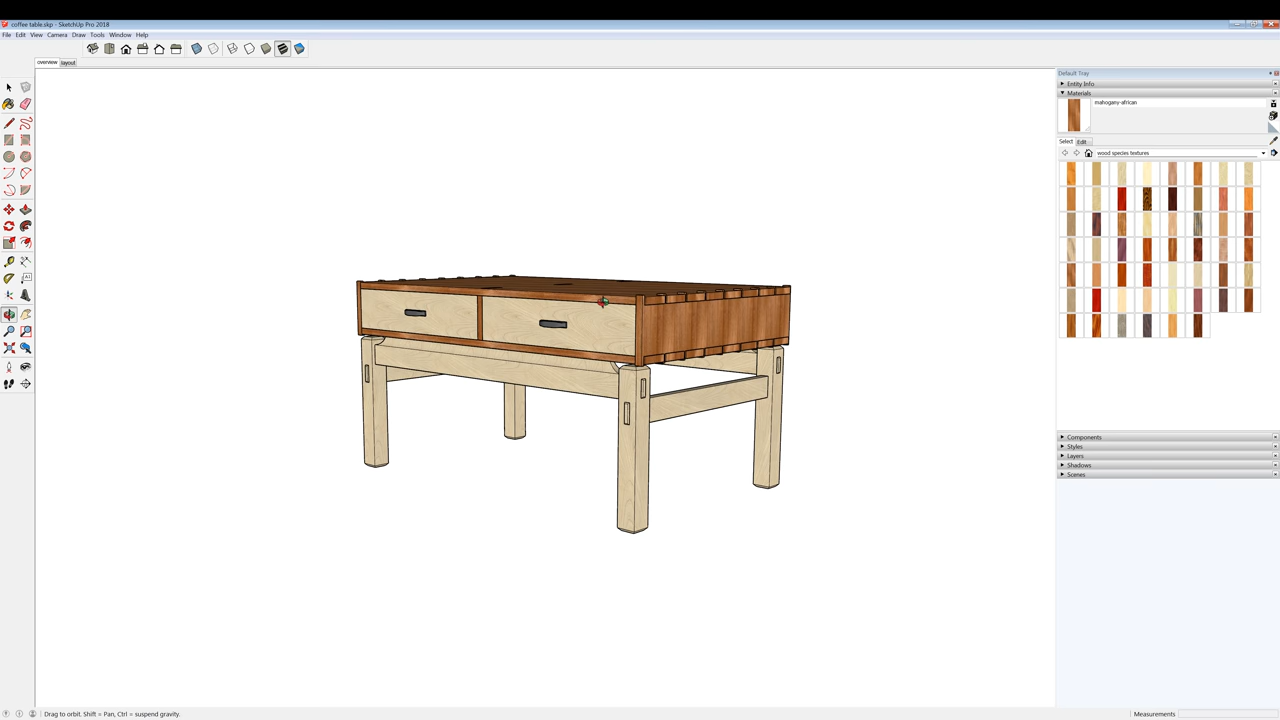 coffee table.skp - SketchUp Pro 2018
File Edit View Camera Draw Tools Window Help
overview layout
Default Tray
Entity Info
Materials
mahogany-african
Select Edit
wood species textures
A1
Components
Styles
Layers
Shadows
Scenes
Drag to orbit. Shift = Pan, Ctrl = suspend gravity.
Measurements